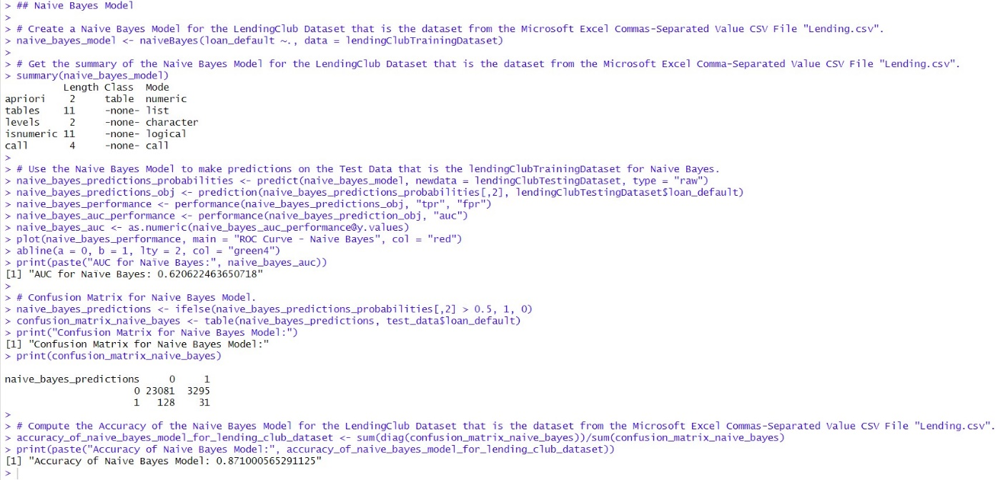 > ## Naive Bayes Model
>
> # Create a Naive Bayes Model for the LendingClub Dataset that is the dataset from the Microsoft Excel Commas-Separated Value CSV File "Lending.csv".
> naive_bayes_model <- naiveBayes(loan_default ~., data = lendingClubTrainingDataset)
>
> # Get the summary of the Naive Bayes Model for the LendingClub Dataset that is the dataset from the Microsoft Excel Comma-Separated Value CSV File "Lending.csv".
> summary(naive_bayes_model)
          Length Class  Mode
apriori    2     table  numeric
tables    11     -none- list
levels     2     -none- character
isnumeric 11     -none- logical
call       4     -none- call
>
> # Use the Naive Bayes Model to make predictions on the Test Data that is the lendingClubTrainingDataset for Naive Bayes.
> naive_bayes_predictions_probabilities <- predict(naive_bayes_model, newdata = lendingClubTestingDataset, type = "raw")
> naive_bayes_predictions_obj <- prediction(naive_bayes_predictions_probabilities[,2], lendingClubTestingDataset$loan_default)
> naive_bayes_performance <- performance(naive_bayes_predictions_obj, "tpr", "fpr")
> naive_bayes_auc_performance <- performance(naive_bayes_prediction_obj, "auc")
> naive_bayes_auc <- as.numeric(naive_bayes_auc_performance@y.values)
> plot(naive_bayes_performance, main = "ROC Curve - Naive Bayes", col = "red")
> abline(a = 0, b = 1, lty = 2, col = "green4")
> print(paste("AUC for Naïve Bayes:", naive_bayes_auc))
[1] "AUC for Naïve Bayes: 0.620622463650718"
>
> # Confusion Matrix for Naive Bayes Model.
> naive_bayes_predictions <- ifelse(naive_bayes_predictions_probabilities[,2] > 0.5, 1, 0)
> confusion_matrix_naive_bayes <- table(naive_bayes_predictions, test_data$loan_default)
> print("Confusion Matrix for Naive Bayes Model:")
[1] "Confusion Matrix for Naive Bayes Model:"
> print(confusion_matrix_naive_bayes)

naive_bayes_predictions     0     1
                      0 23081  3295
                      1   128    31
>
> # Compute the Accuracy of the Naive Bayes Model for the LendingClub Dataset that is the dataset from the Microsoft Excel Commas-Separated Value CSV File "Lending.csv".
> accuracy_of_naive_bayes_model_for_lending_club_dataset <- sum(diag(confusion_matrix_naive_bayes))/sum(confusion_matrix_naive_bayes)
> print(paste("Accuracy of Naive Bayes Model:", accuracy_of_naive_bayes_model_for_lending_club_dataset))
[1] "Accuracy of Naive Bayes Model: 0.871000565291125"
>